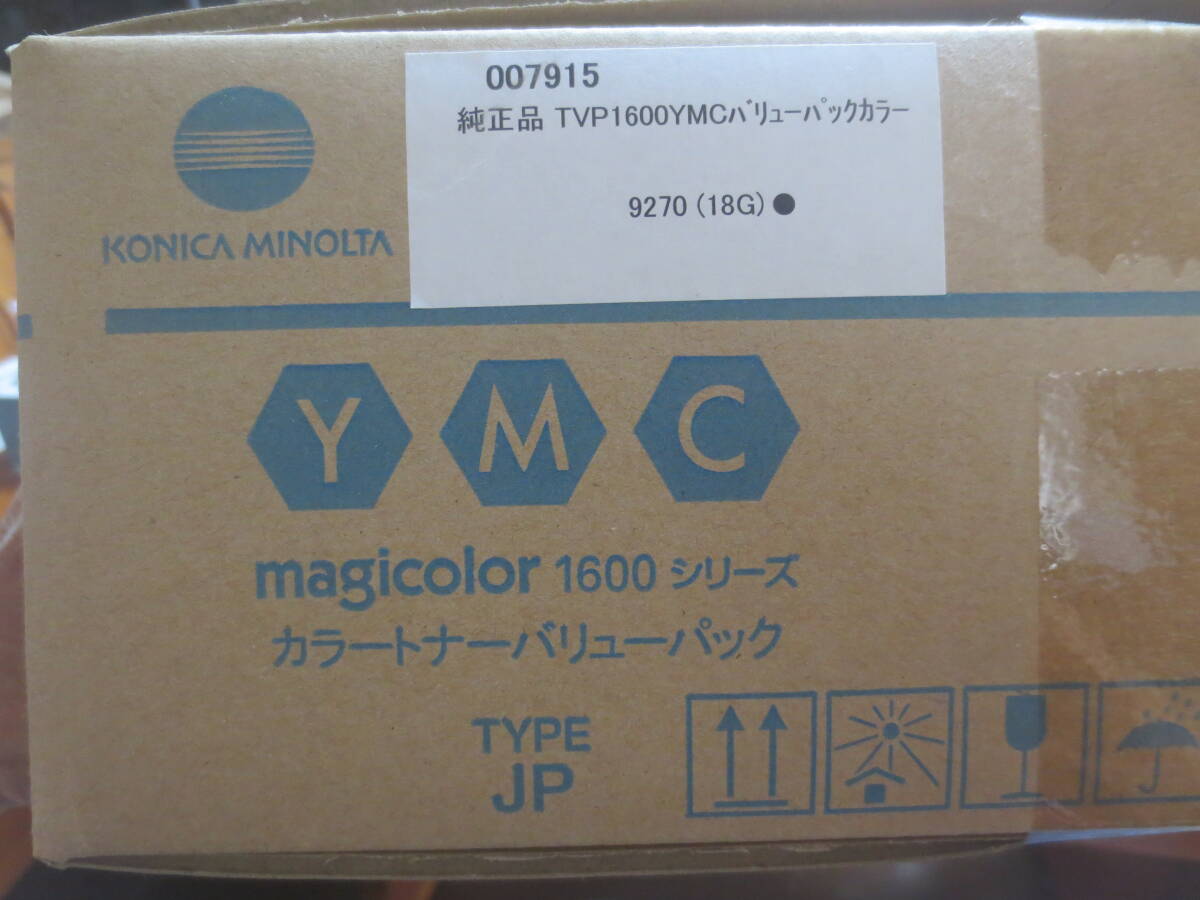 007915
純正品 TVP1600YMCﾊﾞﾘｭｰﾊﾟｯｸｶﾗｰ
9270 (18G)●
KONICA MINOLTA
Y M C
magicolor 1600 シリーズ
カラートナーバリューパック
TYPE
JP